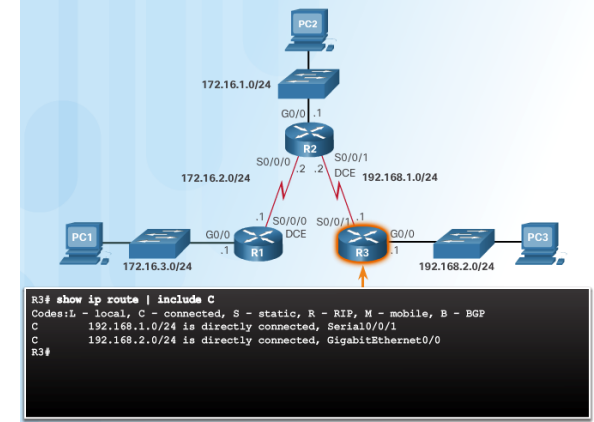 PC2
172.16.1.0/24
G0/0 .1
R2
S0/0/0 .2 .2 S0/0/1
DCE
172.16.2.0/24 192.168.1.0/24
.1 S0/0/0 S0/0/1 .1
DCE
PC1 G0/0 .1 R1 R3 G0/0 .1 PC3
172.16.3.0/24 192.168.2.0/24
R3# show ip route | include C
Codes:L - local, C - connected, S - static, R - RIP, M - mobile, B - BGP
C 192.168.1.0/24 is directly connected, Serial0/0/1
C 192.168.2.0/24 is directly connected, GigabitEthernet0/0
R3#